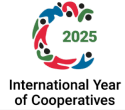 2025
International Year
of Cooperatives